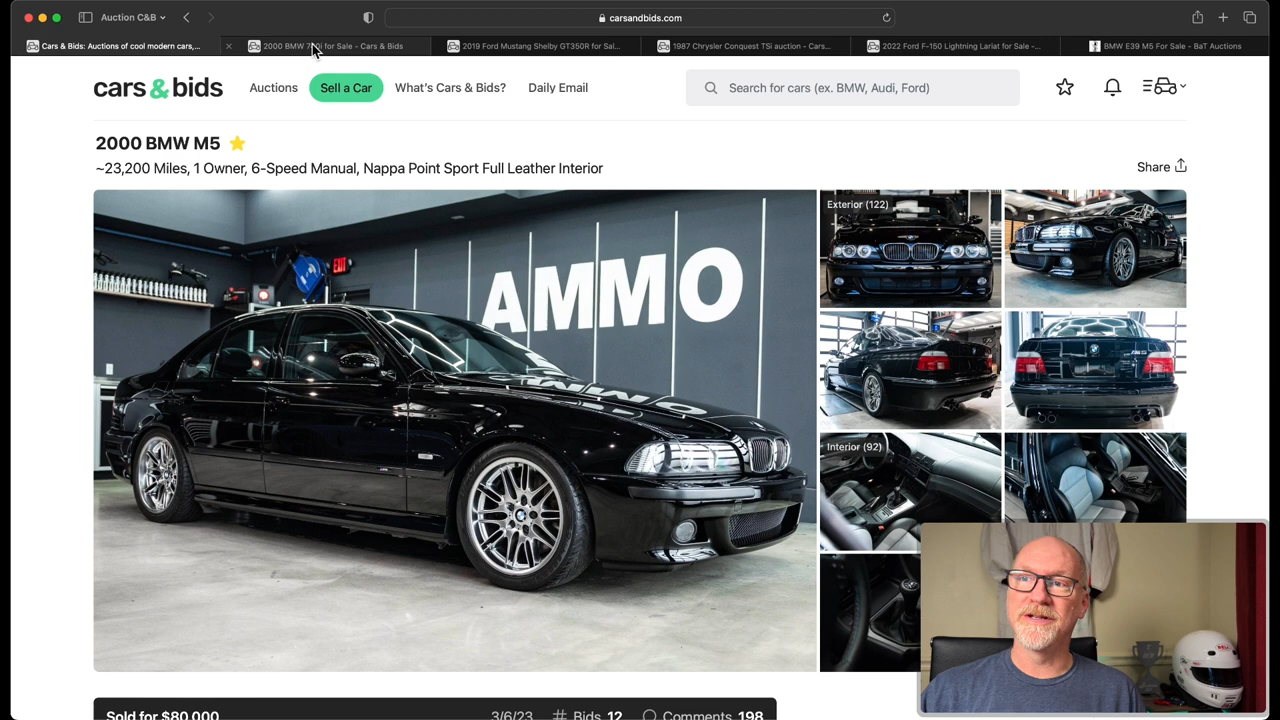 Auction C&B
carsandbids.com
Cars & Bids: Auctions of cool modern cars,...
2019 Ford Mustang Shelby GT350R for Sal...
1987 Chrysler Conquest TSi auction - Cars...
2022 Ford F-150 Lightning Lariat for Sale -...
BMW E39 M5 For Sale - BaT Auctions
cars & bids
Auctions
Sell a Car
What's Cars & Bids?
Daily Email
Search for cars (ex. BMW, Audi, Ford)
2000 BMW M5
~23,200 Miles, 1 Owner, 6-Speed Manual, Nappa Point Sport Full Leather Interior
Share
Exterior (122)
EXIT
AMMO
Interior (92)
BELL
Sold for $80,000
3/6/23 # Bids 12 Comments 198